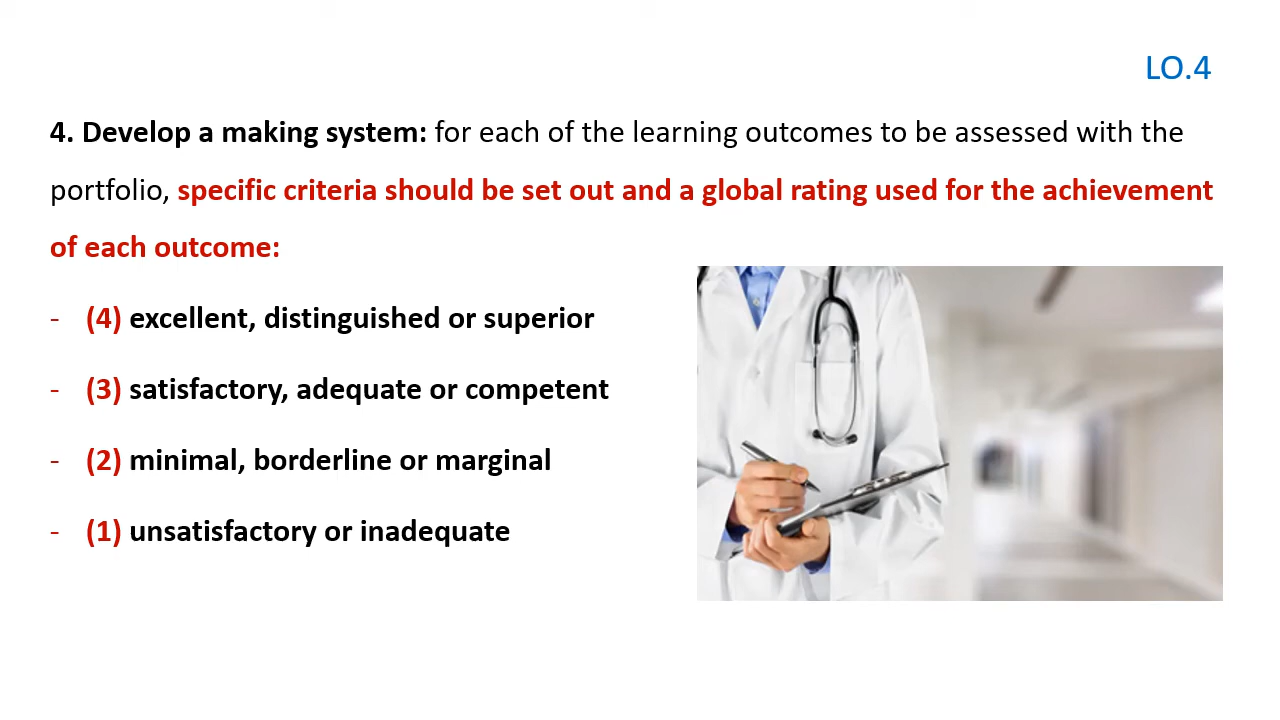 LO.4
4. Develop a making system: for each of the learning outcomes to be assessed with the
portfolio, specific criteria should be set out and a global rating used for the achievement
of each outcome:
- (4) excellent, distinguished or superior
- (3) satisfactory, adequate or competent
- (2) minimal, borderline or marginal
- (1) unsatisfactory or inadequate